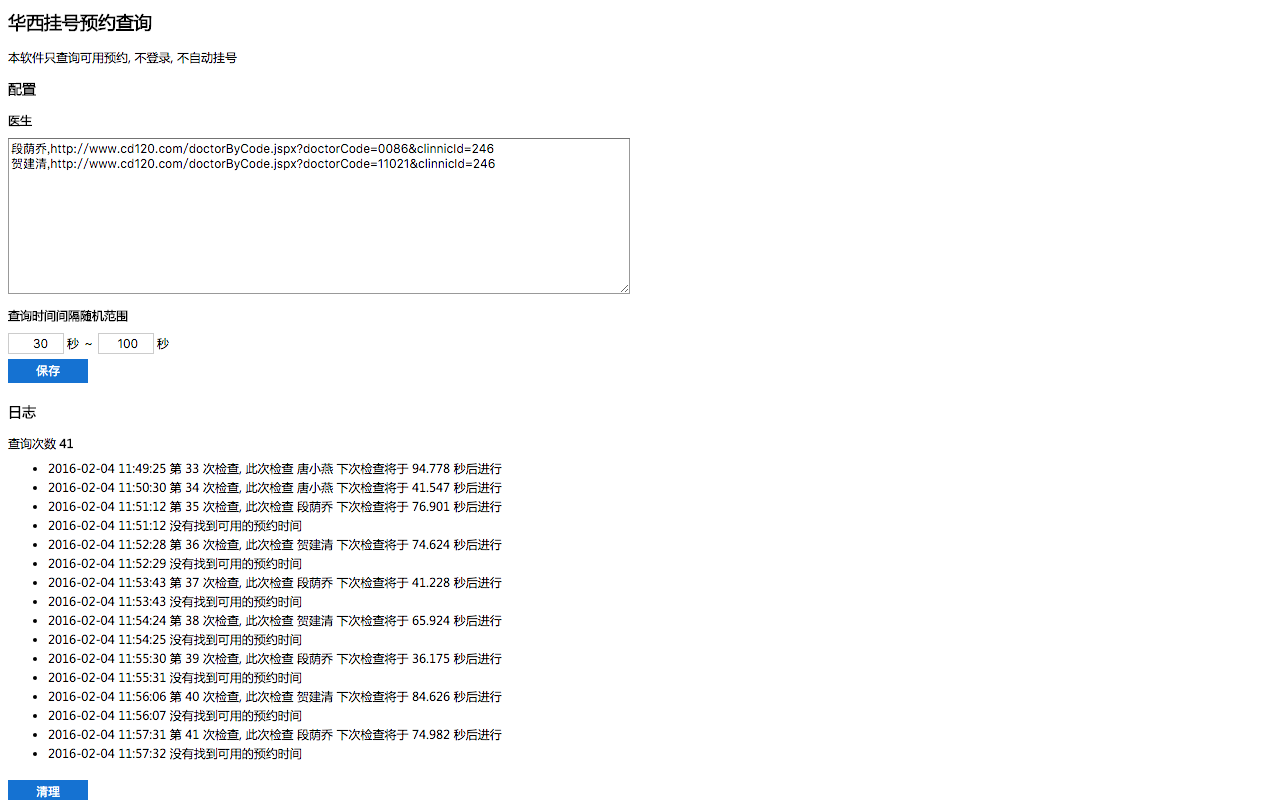 华西挂号预约查询
本软件只查询可用预约, 不登录, 不自动挂号
配置
医生
段荫乔,http://www.cd120.com/doctorByCode.jspx?doctorCode=0086&clinnicId=246
贺建清,http://www.cd120.com/doctorByCode.jspx?doctorCode=11021&clinnicId=246
查询时间间隔随机范围
30 秒 ~ 100 秒
保存
日志
查询次数 41
2016-02-04 11:49:25 第 33 次检查, 此次检查 唐小燕 下次检查将于 94.778 秒后进行
2016-02-04 11:50:30 第 34 次检查, 此次检查 唐小燕 下次检查将于 41.547 秒后进行
2016-02-04 11:51:12 第 35 次检查, 此次检查 段荫乔 下次检查将于 76.901 秒后进行
2016-02-04 11:51:12 没有找到可用的预约时间
2016-02-04 11:52:28 第 36 次检查, 此次检查 贺建清 下次检查将于 74.624 秒后进行
2016-02-04 11:52:29 没有找到可用的预约时间
2016-02-04 11:53:43 第 37 次检查, 此次检查 段荫乔 下次检查将于 41.228 秒后进行
2016-02-04 11:53:43 没有找到可用的预约时间
2016-02-04 11:54:24 第 38 次检查, 此次检查 贺建清 下次检查将于 65.924 秒后进行
2016-02-04 11:54:25 没有找到可用的预约时间
2016-02-04 11:55:30 第 39 次检查, 此次检查 段荫乔 下次检查将于 36.175 秒后进行
2016-02-04 11:55:31 没有找到可用的预约时间
2016-02-04 11:56:06 第 40 次检查, 此次检查 贺建清 下次检查将于 84.626 秒后进行
2016-02-04 11:56:07 没有找到可用的预约时间
2016-02-04 11:57:31 第 41 次检查, 此次检查 段荫乔 下次检查将于 74.982 秒后进行
2016-02-04 11:57:32 没有找到可用的预约时间
清理